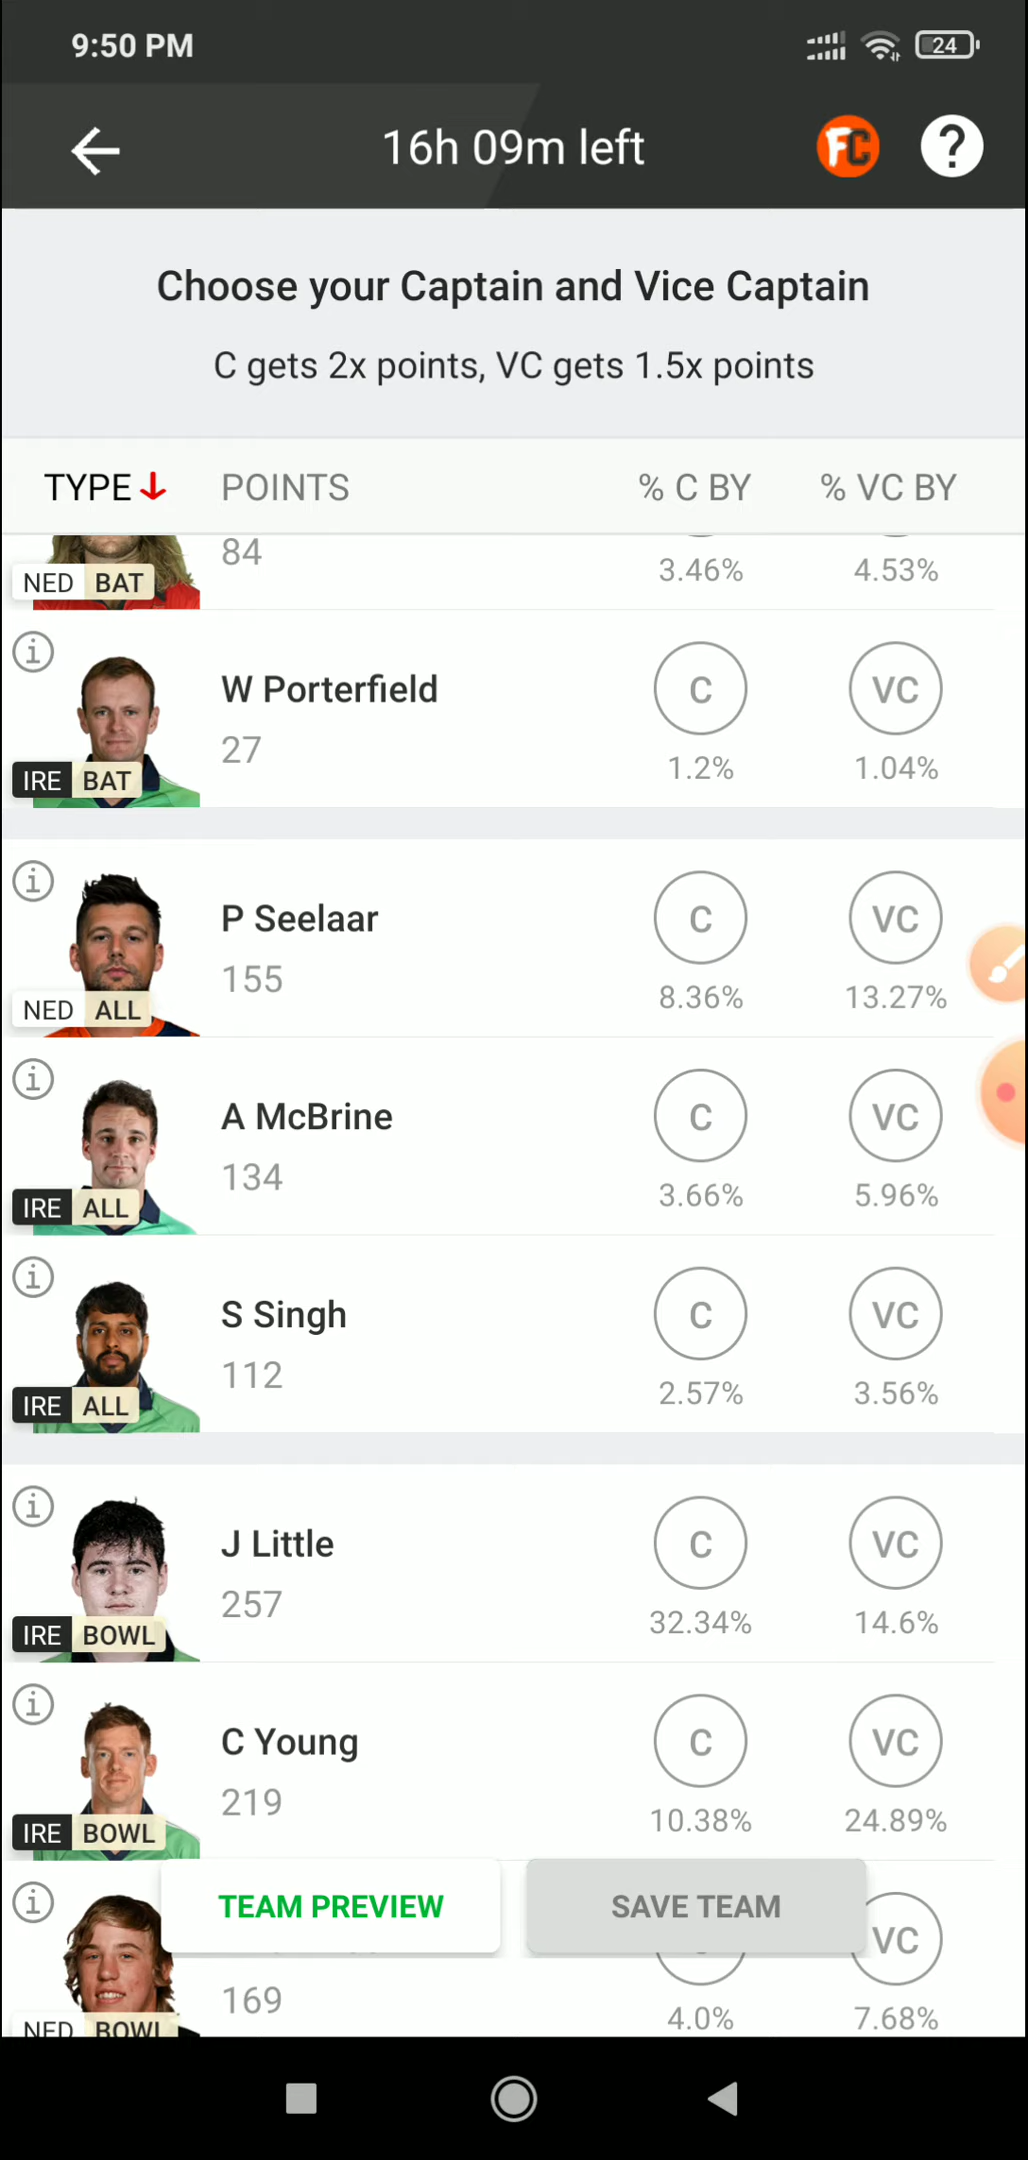 9:50 PM
24
16h 09m left
FC
?
Choose your Captain and Vice Captain
C gets 2x points, VC gets 1.5x points
TYPE POINTS % C BY % VC BY
84
3.46% 4.53%
NED BAT
W Porterfield
C VC
27
1.2% 1.04%
IRE BAT
P Seelaar
C VC
155
8.36% 13.27%
NED ALL
A McBrine
C VC
134
3.66% 5.96%
IRE ALL
S Singh
C VC
112
2.57% 3.56%
IRE ALL
J Little
C VC
257
32.34% 14.6%
IRE BOWL
C Young
C VC
219
10.38% 24.89%
IRE BOWL
TEAM PREVIEW
SAVE TEAM
VC
169
4.0% 7.68%
NED BOWL